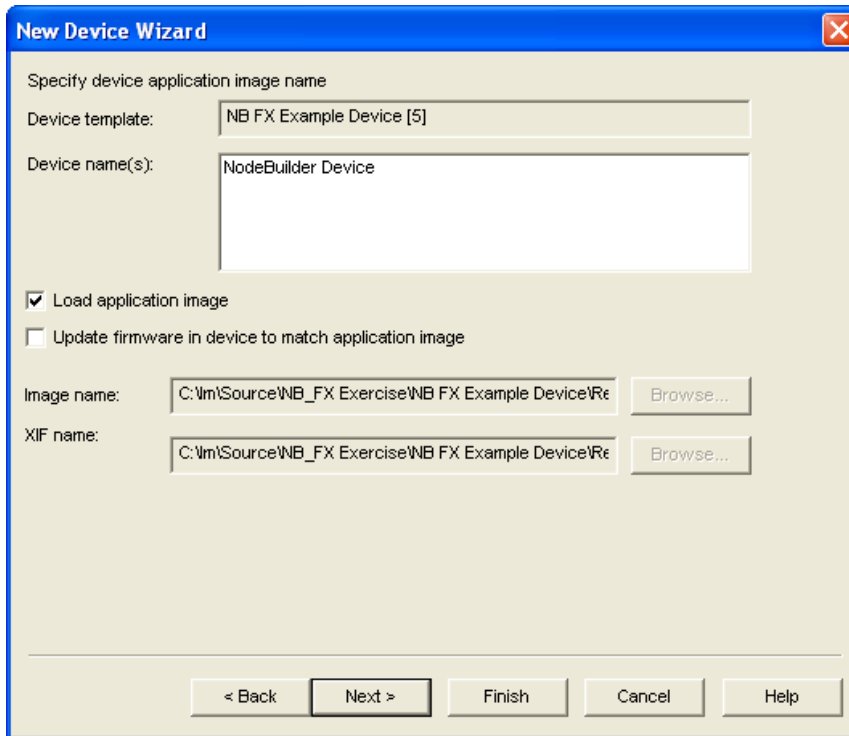 New Device Wizard
Specify device application image name
Device template: NB FX Example Device [5]
Device name(s): NodeBuilder Device
Load application image
Update firmware in device to match application image
Image name: C:\lm\Source\NB_FX Exercise\NB FX Example Device\Re Browse...
XIF name: C:\lm\Source\NB_FX Exercise\NB FX Example Device\Re Browse...
< Back Next > Finish Cancel Help